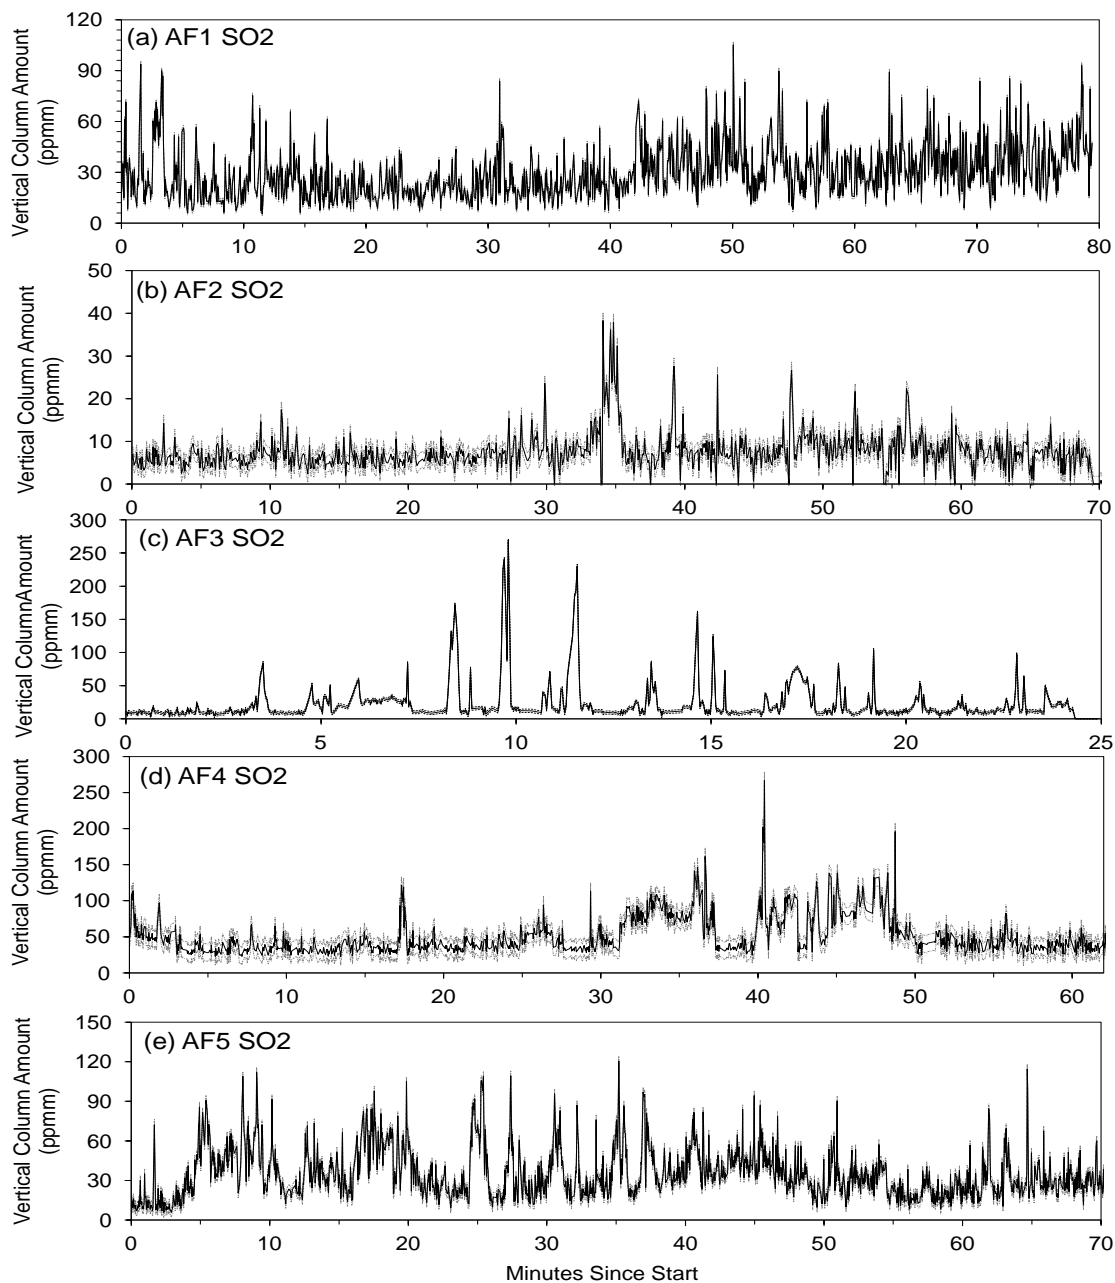 (a) AF1 SO2
Vertical Column Amount
(ppmm)
120
90
60
30
0
0 10 20 30 40 50 60 70 80
(b) AF2 SO2
Vertical Column Amount
(ppmm)
50
40
30
20
10
0
0 10 20 30 40 50 60 70
(c) AF3 SO2
Vertical ColumnAmount
(ppmm)
300
250
200
150
100
50
0
0 5 10 15 20 25
(d) AF4 SO2
Vertical Column Amount
(ppmm)
300
250
200
150
100
50
0
0 10 20 30 40 50 60
(e) AF5 SO2
Vertical Column Amount
(ppmm)
150
120
90
60
30
0
0 10 20 30 40 50 60 70
Minutes Since Start